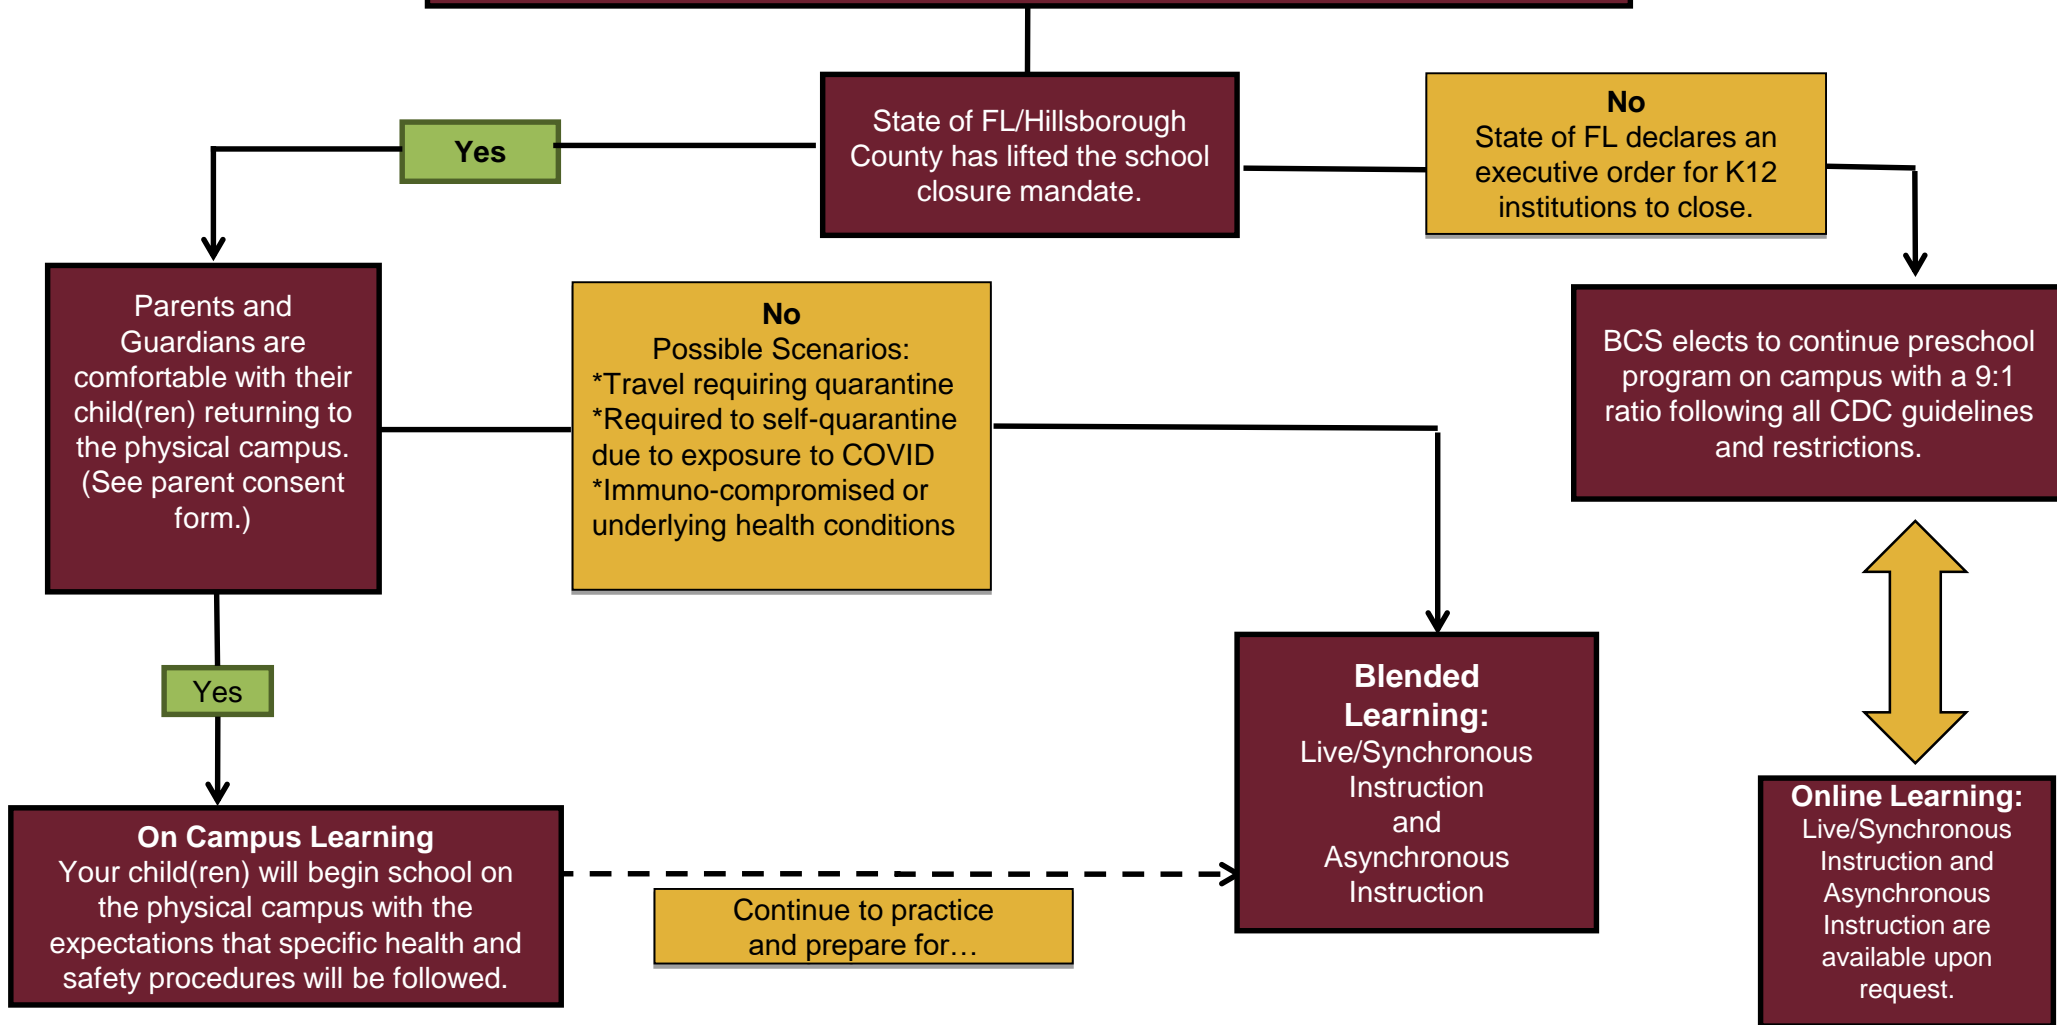 State of FL/Hillsborough
County has lifted the school
closure mandate.
No
State of FL declares an
executive order for K12
institutions to close.
Yes
Parents and
Guardians are
comfortable with their
child(ren) returning to
the physical campus.
(See parent consent
form.)
No
Possible Scenarios:
*Travel requiring quarantine
*Required to self-quarantine
due to exposure to COVID
*Immuno-compromised or
underlying health conditions
BCS elects to continue preschool
program on campus with a 9:1
ratio following all CDC guidelines
and restrictions.
Yes
On Campus Learning
Your child(ren) will begin school on
the physical campus with the
expectations that specific health and
safety procedures will be followed.
Continue to practice
and prepare for…
Blended
Learning:
Live/Synchronous
Instruction
and
Asynchronous
Instruction
Online Learning:
Live/Synchronous
Instruction and
Asynchronous
Instruction are
available upon
request.